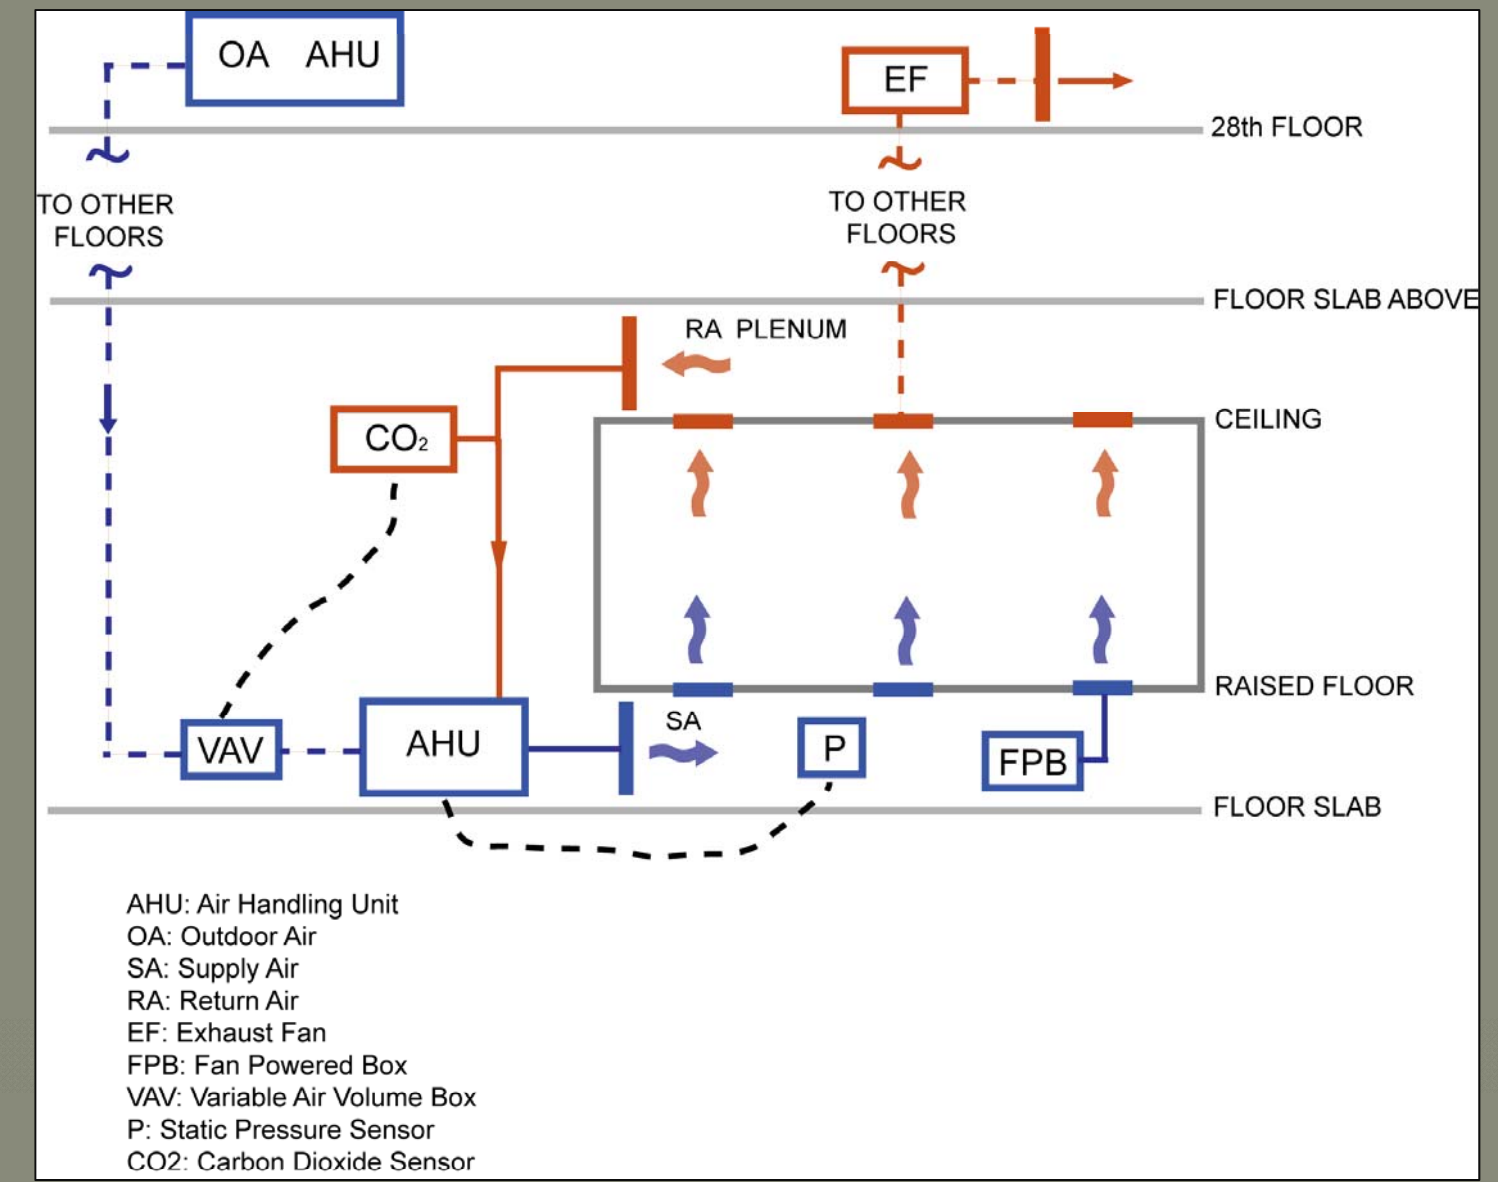 OA AHU
EF
28th FLOOR
TO OTHER
FLOORS
TO OTHER
FLOORS
FLOOR SLAB ABOVE
RA PLENUM
CEILING
CO₂
RAISED FLOOR
SA
VAV
AHU
P
FPB
FLOOR SLAB
AHU: Air Handling Unit
OA: Outdoor Air
SA: Supply Air
RA: Return Air
EF: Exhaust Fan
FPB: Fan Powered Box
VAV: Variable Air Volume Box
P: Static Pressure Sensor
CO2: Carbon Dioxide Sensor